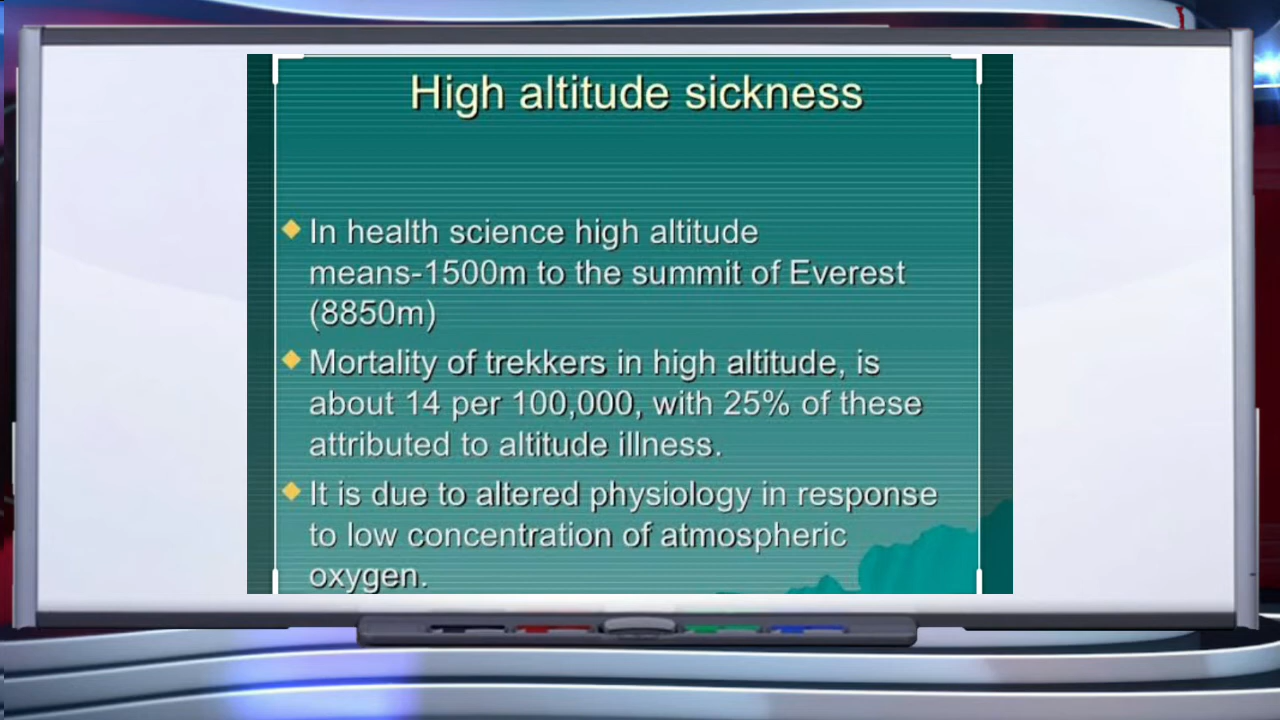 High altitude sickness
In health science high altitude
means-1500m to the summit of Everest
(8850m)
Mortality of trekkers in high altitude, is
about 14 per 100,000, with 25% of these
attributed to altitude illness.
It is due to altered physiology in response
to low concentration of atmospheric
oxygen.